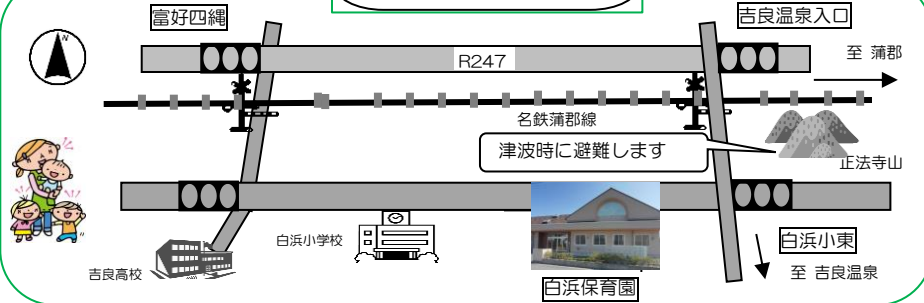 富好四縄
吉良温泉入口
N
R247
至 蒲郡
名鉄蒲郡線
津波時に避難します
正法寺山
白浜小学校
白浜小東
吉良高校
至 吉良温泉
白浜保育園